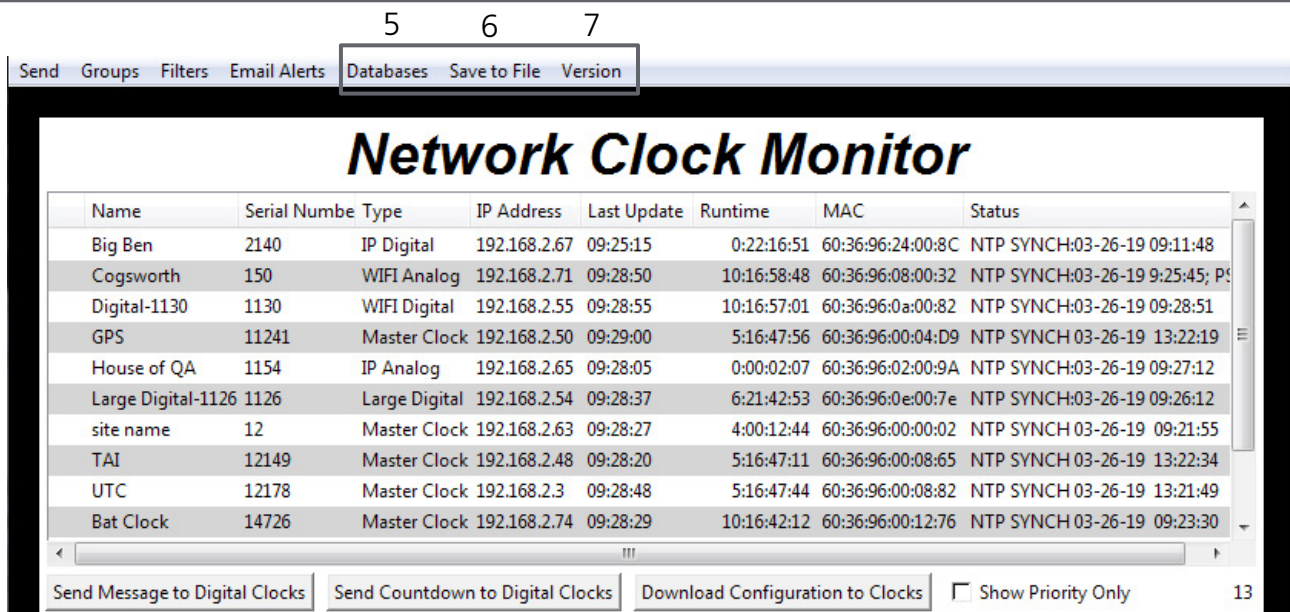 5 6 7
Send Groups Filters Email Alerts Databases Save to File Version
Network Clock Monitor
Name Serial Numbe Type IP Address Last Update Runtime MAC Status
Big Ben 2140 IP Digital 192.168.2.67 09:25:15 0:22:16:51 60:36:96:24:00:8C NTP SYNCH:03-26-19 09:11:48
Cogsworth 150 WIFI Analog 192.168.2.71 09:28:50 10:16:58:48 60:36:96:08:00:32 NTP SYNCH:03-26-19 9:25:45; PS
Digital-1130 1130 WIFI Digital 192.168.2.55 09:28:55 10:16:57:01 60:36:96:0a:00:82 NTP SYNCH:03-26-19 09:28:51
GPS 11241 Master Clock 192.168.2.50 09:29:00 5:16:47:56 60:36:96:00:04:D9 NTP SYNCH 03-26-19 13:22:19
House of QA 1154 IP Analog 192.168.2.65 09:28:05 0:00:02:07 60:36:96:02:00:9A NTP SYNCH:03-26-19 09:27:12
Large Digital-1126 1126 Large Digital 192.168.2.54 09:28:37 6:21:42:53 60:36:96:0e:00:7e NTP SYNCH:03-26-19 09:26:12
site name 12 Master Clock 192.168.2.63 09:28:27 4:00:12:44 60:36:96:00:00:02 NTP SYNCH 03-26-19 09:21:55
TAI 12149 Master Clock 192.168.2.48 09:28:20 5:16:47:11 60:36:96:00:08:65 NTP SYNCH 03-26-19 13:22:34
UTC 12178 Master Clock 192.168.2.3 09:28:48 5:16:47:44 60:36:96:00:08:82 NTP SYNCH 03-26-19 13:21:49
Bat Clock 14726 Master Clock 192.168.2.74 09:28:29 10:16:42:12 60:36:96:00:12:76 NTP SYNCH 03-26-19 09:23:30
Send Message to Digital Clocks Send Countdown to Digital Clocks Download Configuration to Clocks Show Priority Only 13